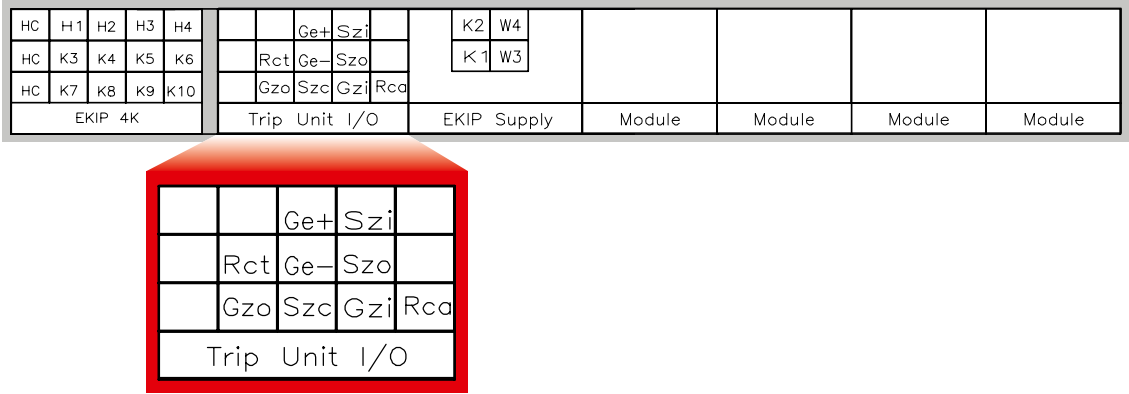 HC H1 H2 H3 H4 Ge+ Szi K2 W4
HC K3 K4 K5 K6 Rct Ge- Szo K1 W3
HC K7 K8 K9 K10 Gzo Szc Gzi Rca
EKIP 4K Trip Unit I/O EKIP Supply Module Module Module Module
Ge+ Szi
Rct Ge- Szo
Gzo Szc Gzi Rca
Trip Unit I/O